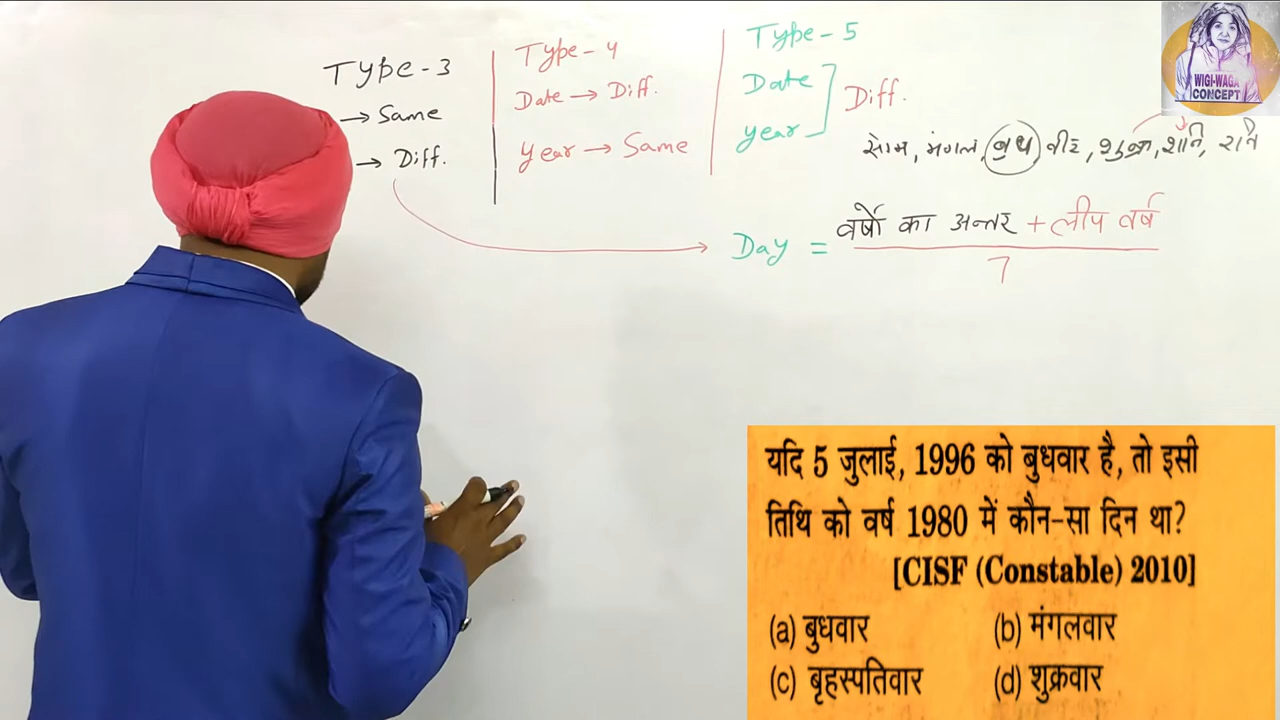 Type-3
→ Same
→ Diff.
Type-4
Date → Diff.
Year → Same
Type-5
Date
year
Diff.
सोम, मंगल, बुध, वीर, शुक्र, शनि, रवि
Day = वर्षो का अन्तर + लीप वर्ष
7
WIGI-WAGA
CONCEPT
यदि 5 जुलाई, 1996 को बुधवार है, तो इसी
तिथि को वर्ष 1980 में कौन-सा दिन था?
[CISF (Constable) 2010]
(a) बुधवार (b) मंगलवार
(c) बृहस्पतिवार (d) शुक्रवार